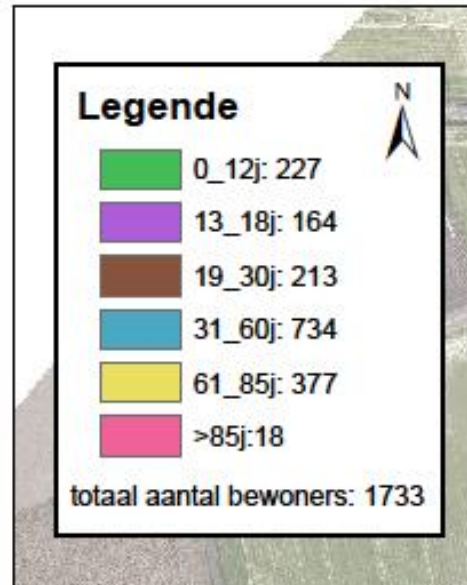 N
Legende
0_12j: 227
13_18j: 164
19_30j: 213
31_60j: 734
61_85j: 377
>85j:18
totaal aantal bewoners: 1733